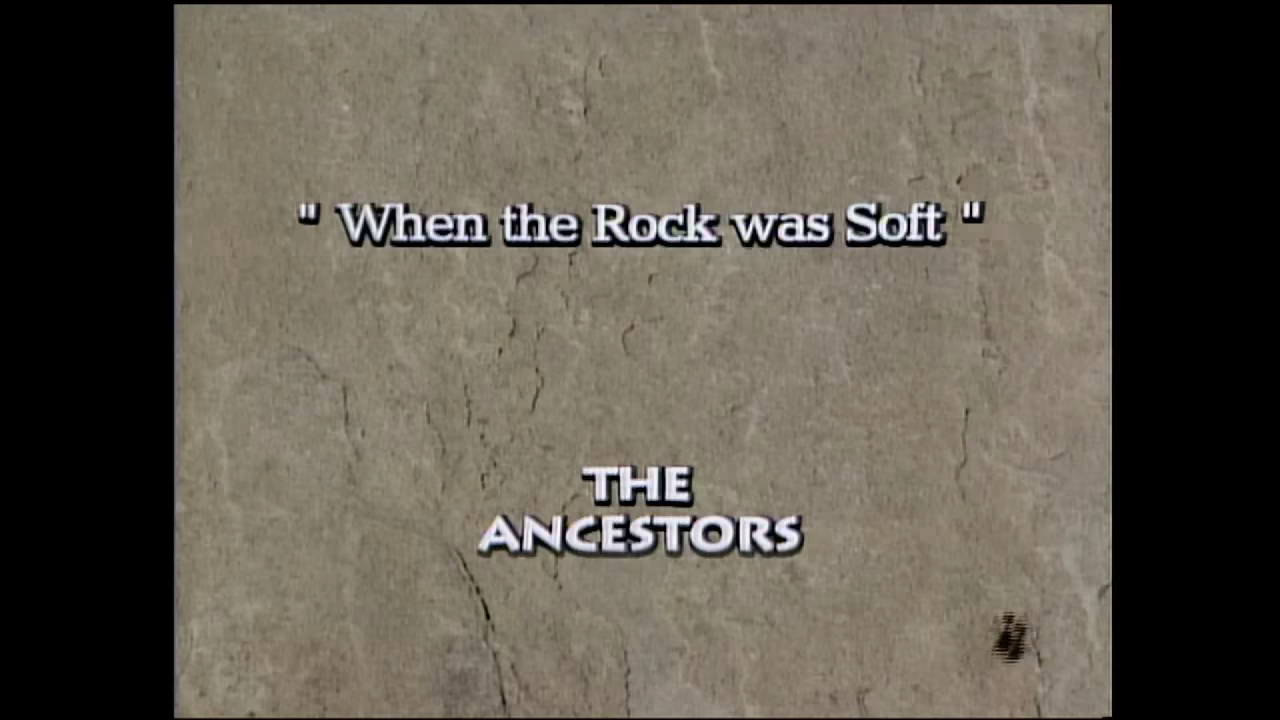 " When the Rock was Soft "
THE
ANCESTORS